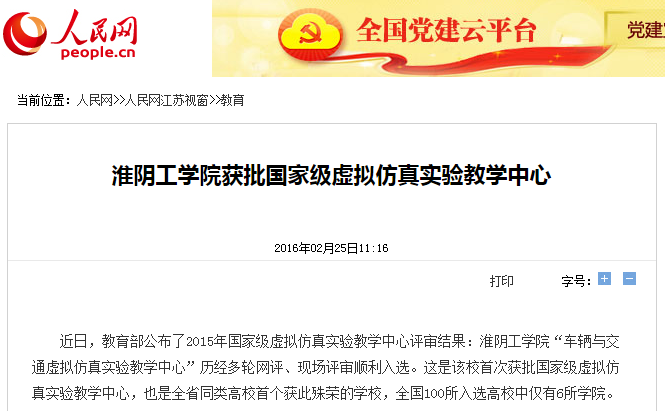 人民网
people.cn
全国党建云平台
党建
当前位置：人民网>>人民网江苏视窗>>教育
淮阴工学院获批国家级虚拟仿真实验教学中心
2016年02月25日11:16
打印 字号：
近日，教育部公布了2015年国家级虚拟仿真实验教学中心评审结果：淮阴工学院“车辆与交
通虚拟仿真实验教学中心”历经多轮网评、现场评审顺利入选。这是该校首次获批国家级虚拟仿
真实验教学中心，也是全省同类高校首个获此殊荣的学校，全国100所入选高校中仅有6所学院。